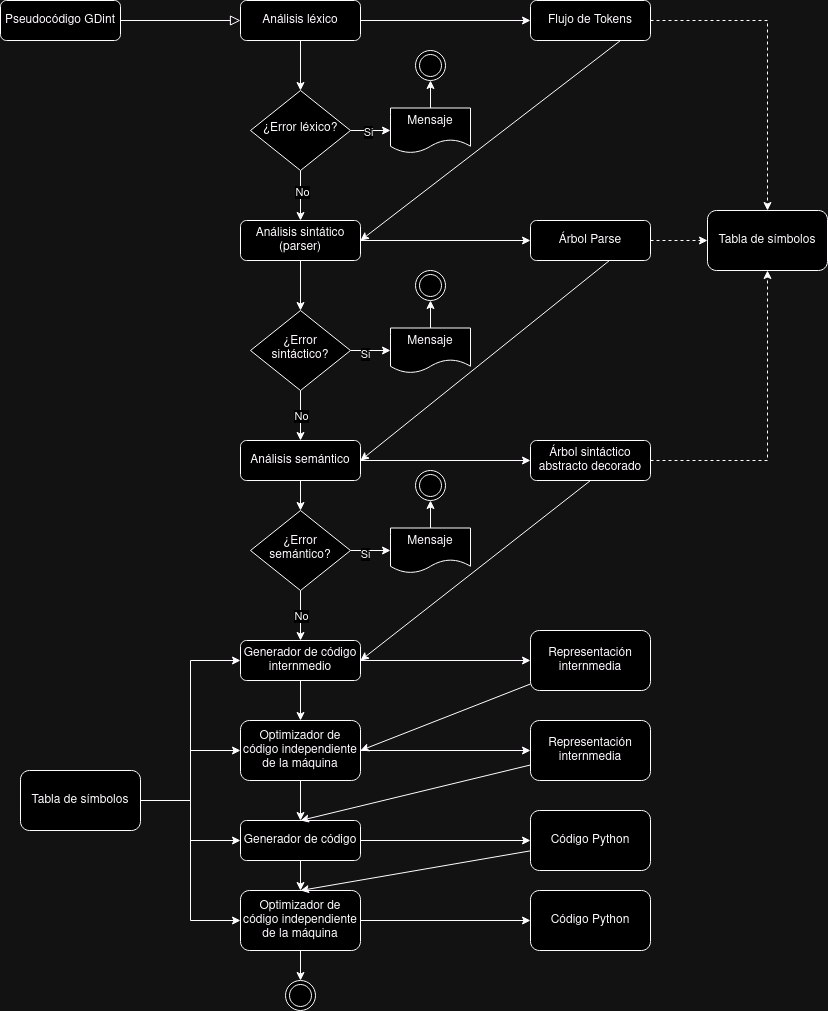 Pseudocódigo GDint
Análisis léxico
Flujo de Tokens
¿Error léxico?
Sí
Mensaje
No
Análisis sintático
(parser)
Árbol Parse
Tabla de símbolos
¿Error
sintáctico?
Sí
Mensaje
No
Análisis semántico
Árbol sintáctico
abstracto decorado
¿Error
semántico?
Sí
Mensaje
No
Generador de código
internmedio
Representación
internmedia
Optimizador de
código independiente
de la máquina
Representación
internmedia
Tabla de símbolos
Generador de código
Código Python
Optimizador de
código independiente
de la máquina
Código Python